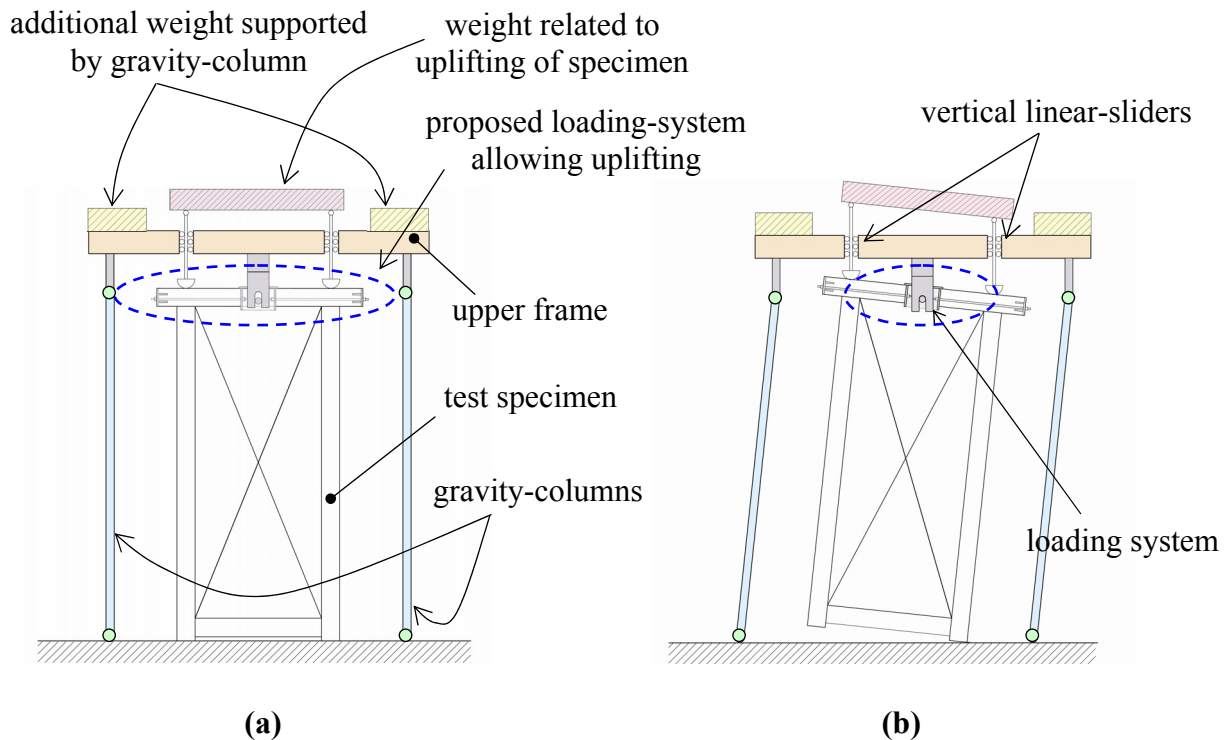 additional weight supported
by gravity-column
weight related to
uplifting of specimen
proposed loading-system
allowing uplifting
upper frame
test specimen
gravity-columns
(a)
vertical linear-sliders
loading system
(b)